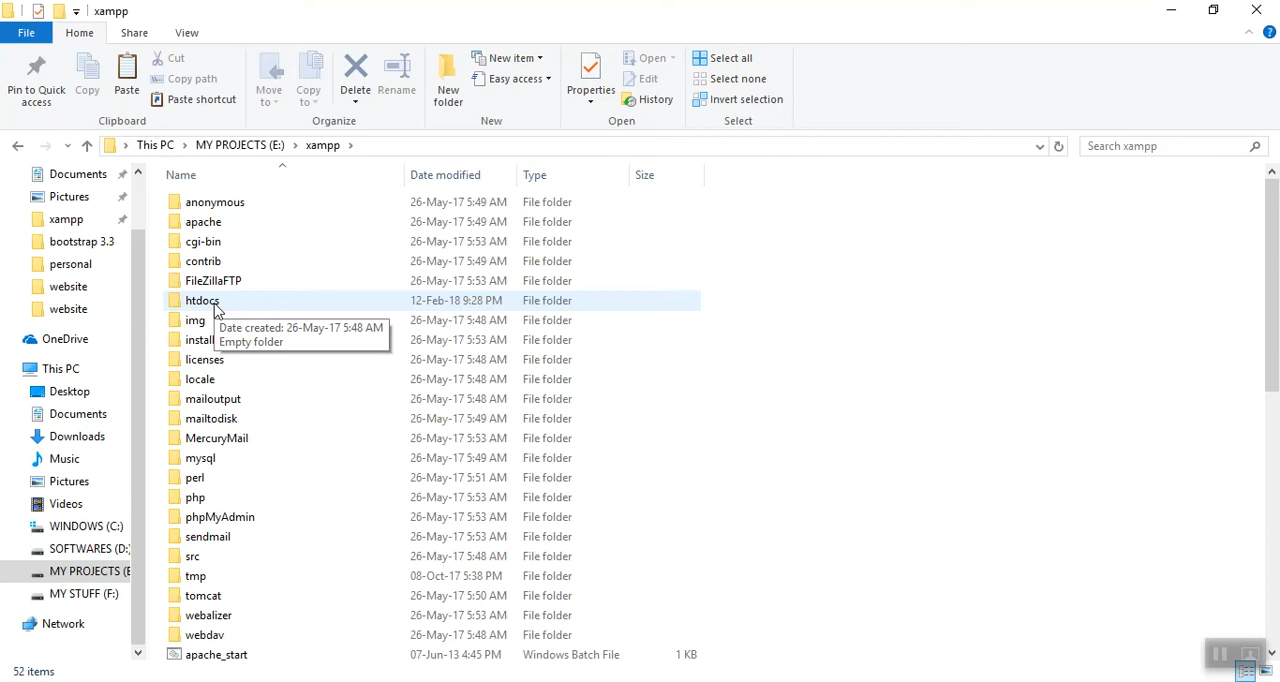 xampp
File Home Share View
Pin to Quick access
Copy
Paste
Cut
Copy path
Paste shortcut
Clipboard
Move to
Copy to
Delete
Rename
Organize
New folder
New item
Easy access
New
Properties
Open
Edit
History
Open
Select all
Select none
Invert selection
Select
This PC › MY PROJECTS (E:) › xampp ›
Search xampp
Documents
Pictures
xampp
bootstrap 3.3
personal
website
website
OneDrive
This PC
Desktop
Documents
Downloads
Music
Pictures
Videos
WINDOWS (C:)
SOFTWARES (D:)
MY PROJECTS (E
MY STUFF (F:)
Network
Name Date modified Type Size
anonymous 26-May-17 5:49 AM File folder
apache 26-May-17 5:49 AM File folder
cgi-bin 26-May-17 5:53 AM File folder
contrib 26-May-17 5:49 AM File folder
FileZillaFTP 26-May-17 5:53 AM File folder
htdocs 12-Feb-18 9:28 PM File folder
img 26-May-17 5:48 AM File folder
Date created: 26-May-17 5:48 AM
Empty folder
install 26-May-17 5:53 AM File folder
licenses 26-May-17 5:48 AM File folder
locale 26-May-17 5:48 AM File folder
mailoutput 26-May-17 5:48 AM File folder
mailtodisk 26-May-17 5:49 AM File folder
MercuryMail 26-May-17 5:53 AM File folder
mysql 26-May-17 5:49 AM File folder
perl 26-May-17 5:51 AM File folder
php 26-May-17 5:53 AM File folder
phpMyAdmin 26-May-17 5:53 AM File folder
sendmail 26-May-17 5:53 AM File folder
src 26-May-17 5:48 AM File folder
tmp 08-Oct-17 5:38 PM File folder
tomcat 26-May-17 5:50 AM File folder
webalizer 26-May-17 5:53 AM File folder
webdav 26-May-17 5:48 AM File folder
apache_start 07-Jun-13 4:45 PM Windows Batch File 1 KB
52 items